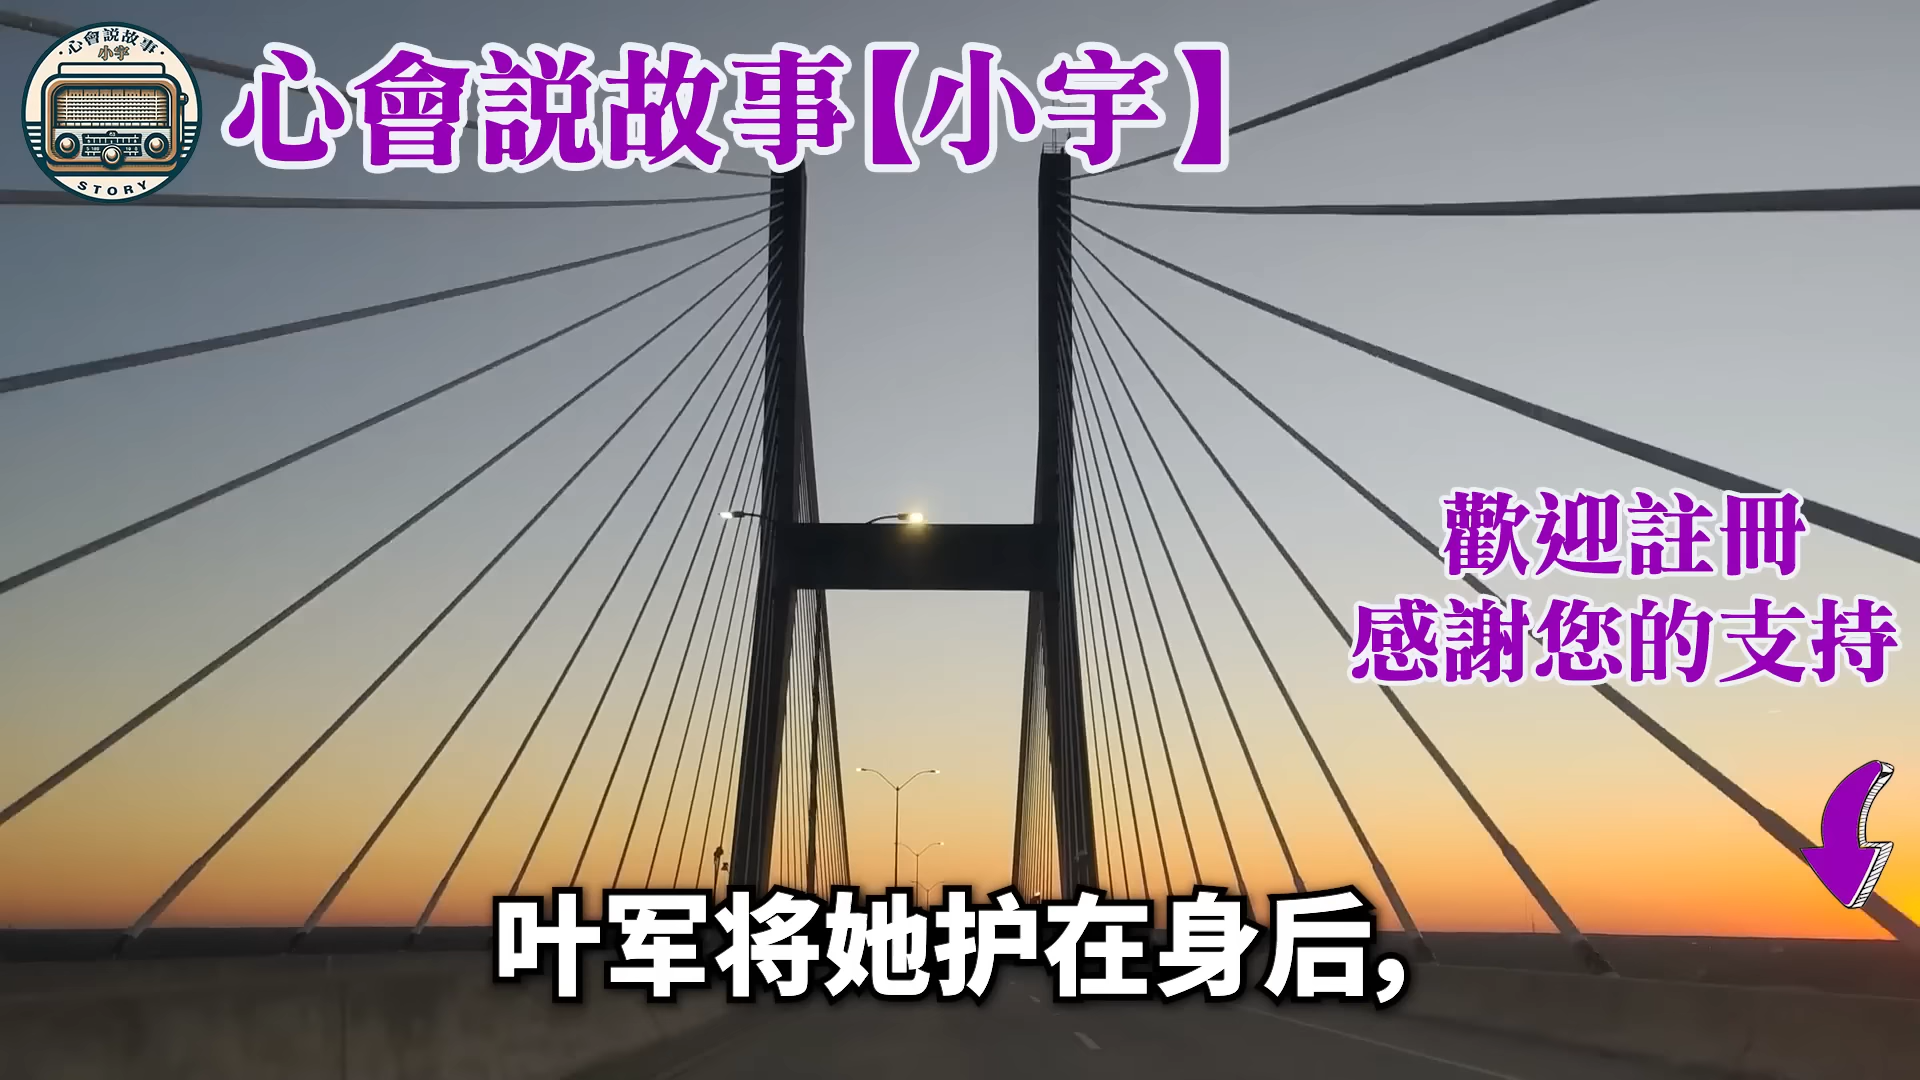 ·心會說故事·
小宇
STORY
心會説故事【小宇】
歡迎註冊
感謝您的支持
叶军将她护在身后,